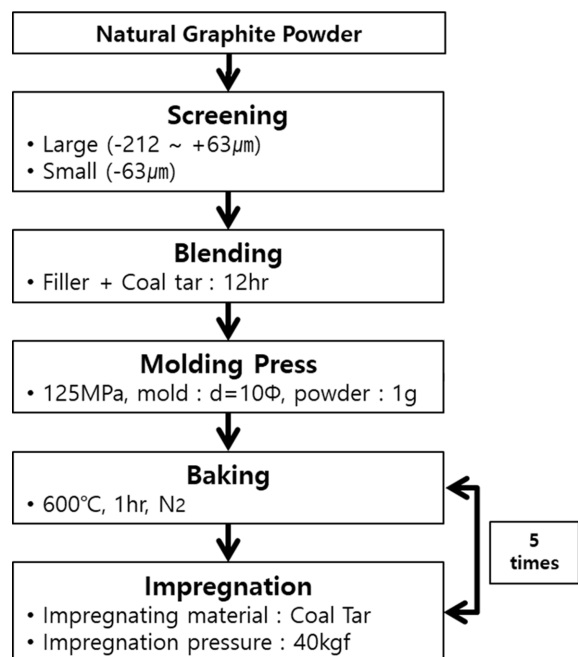 Natural Graphite Powder
Screening
• Large (-212 ~ +63㎛)
• Small (-63㎛)
Blending
• Filler + Coal tar : 12hr
Molding Press
• 125MPa, mold : d=10Φ, powder : 1g
Baking
• 600℃, 1hr, N2
5
times
Impregnation
• Impregnating material : Coal Tar
• Impregnation pressure : 40kgf